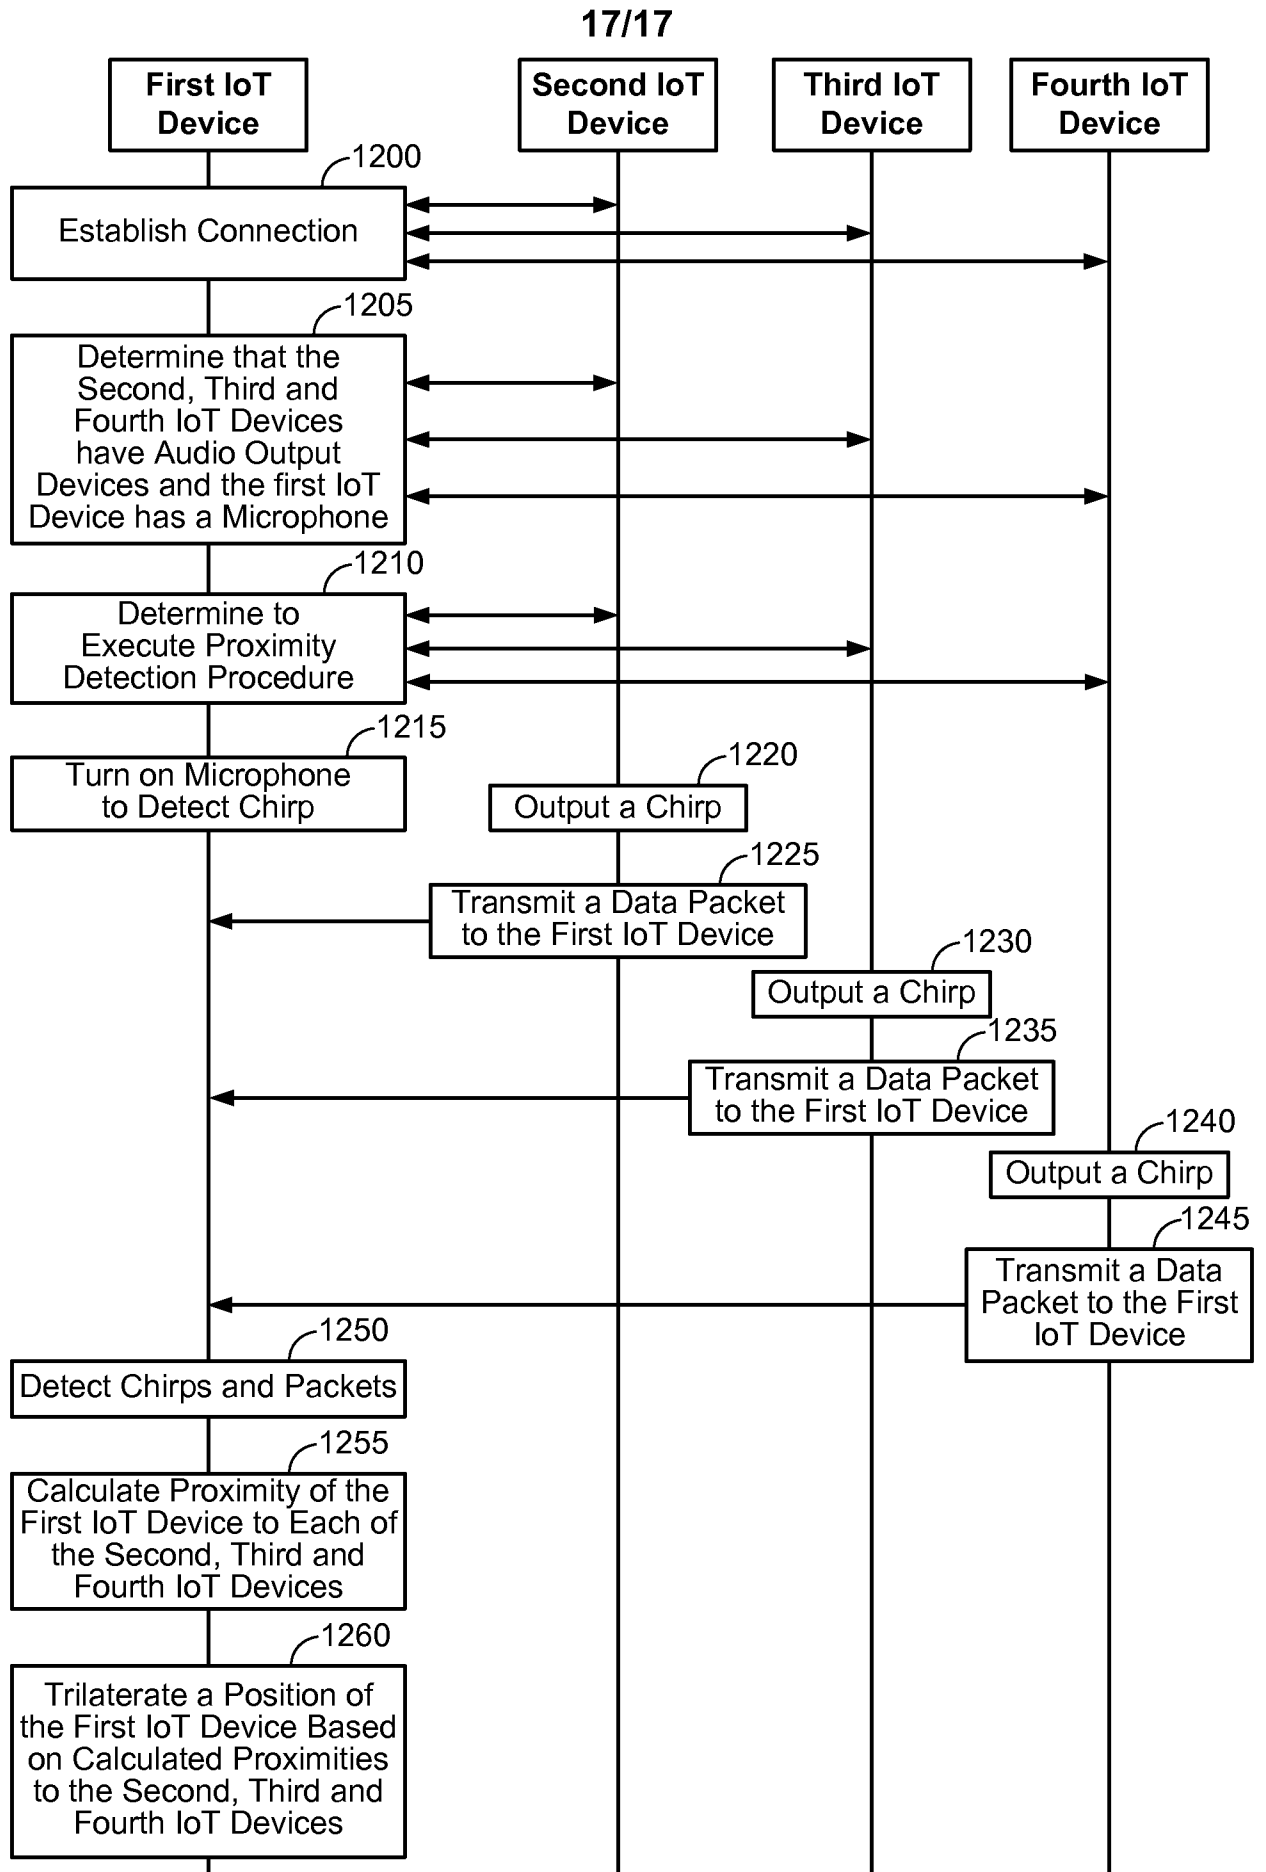 17/17
First IoT
Device
Second IoT
Device
Third IoT
Device
Fourth IoT
Device
1200
Establish Connection
1205
Determine that the
Second, Third and
Fourth IoT Devices
have Audio Output
Devices and the first IoT
Device has a Microphone
1210
Determine to
Execute Proximity
Detection Procedure
1215
Turn on Microphone
to Detect Chirp
1220
Output a Chirp
1225
Transmit a Data Packet
to the First IoT Device
1230
Output a Chirp
1235
Transmit a Data Packet
to the First IoT Device
1240
Output a Chirp
1245
Transmit a Data
Packet to the First
IoT Device
1250
Detect Chirps and Packets
1255
Calculate Proximity of the
First IoT Device to Each of
the Second, Third and
Fourth IoT Devices
1260
Trilaterate a Position of
the First IoT Device Based
on Calculated Proximities
to the Second, Third and
Fourth IoT Devices